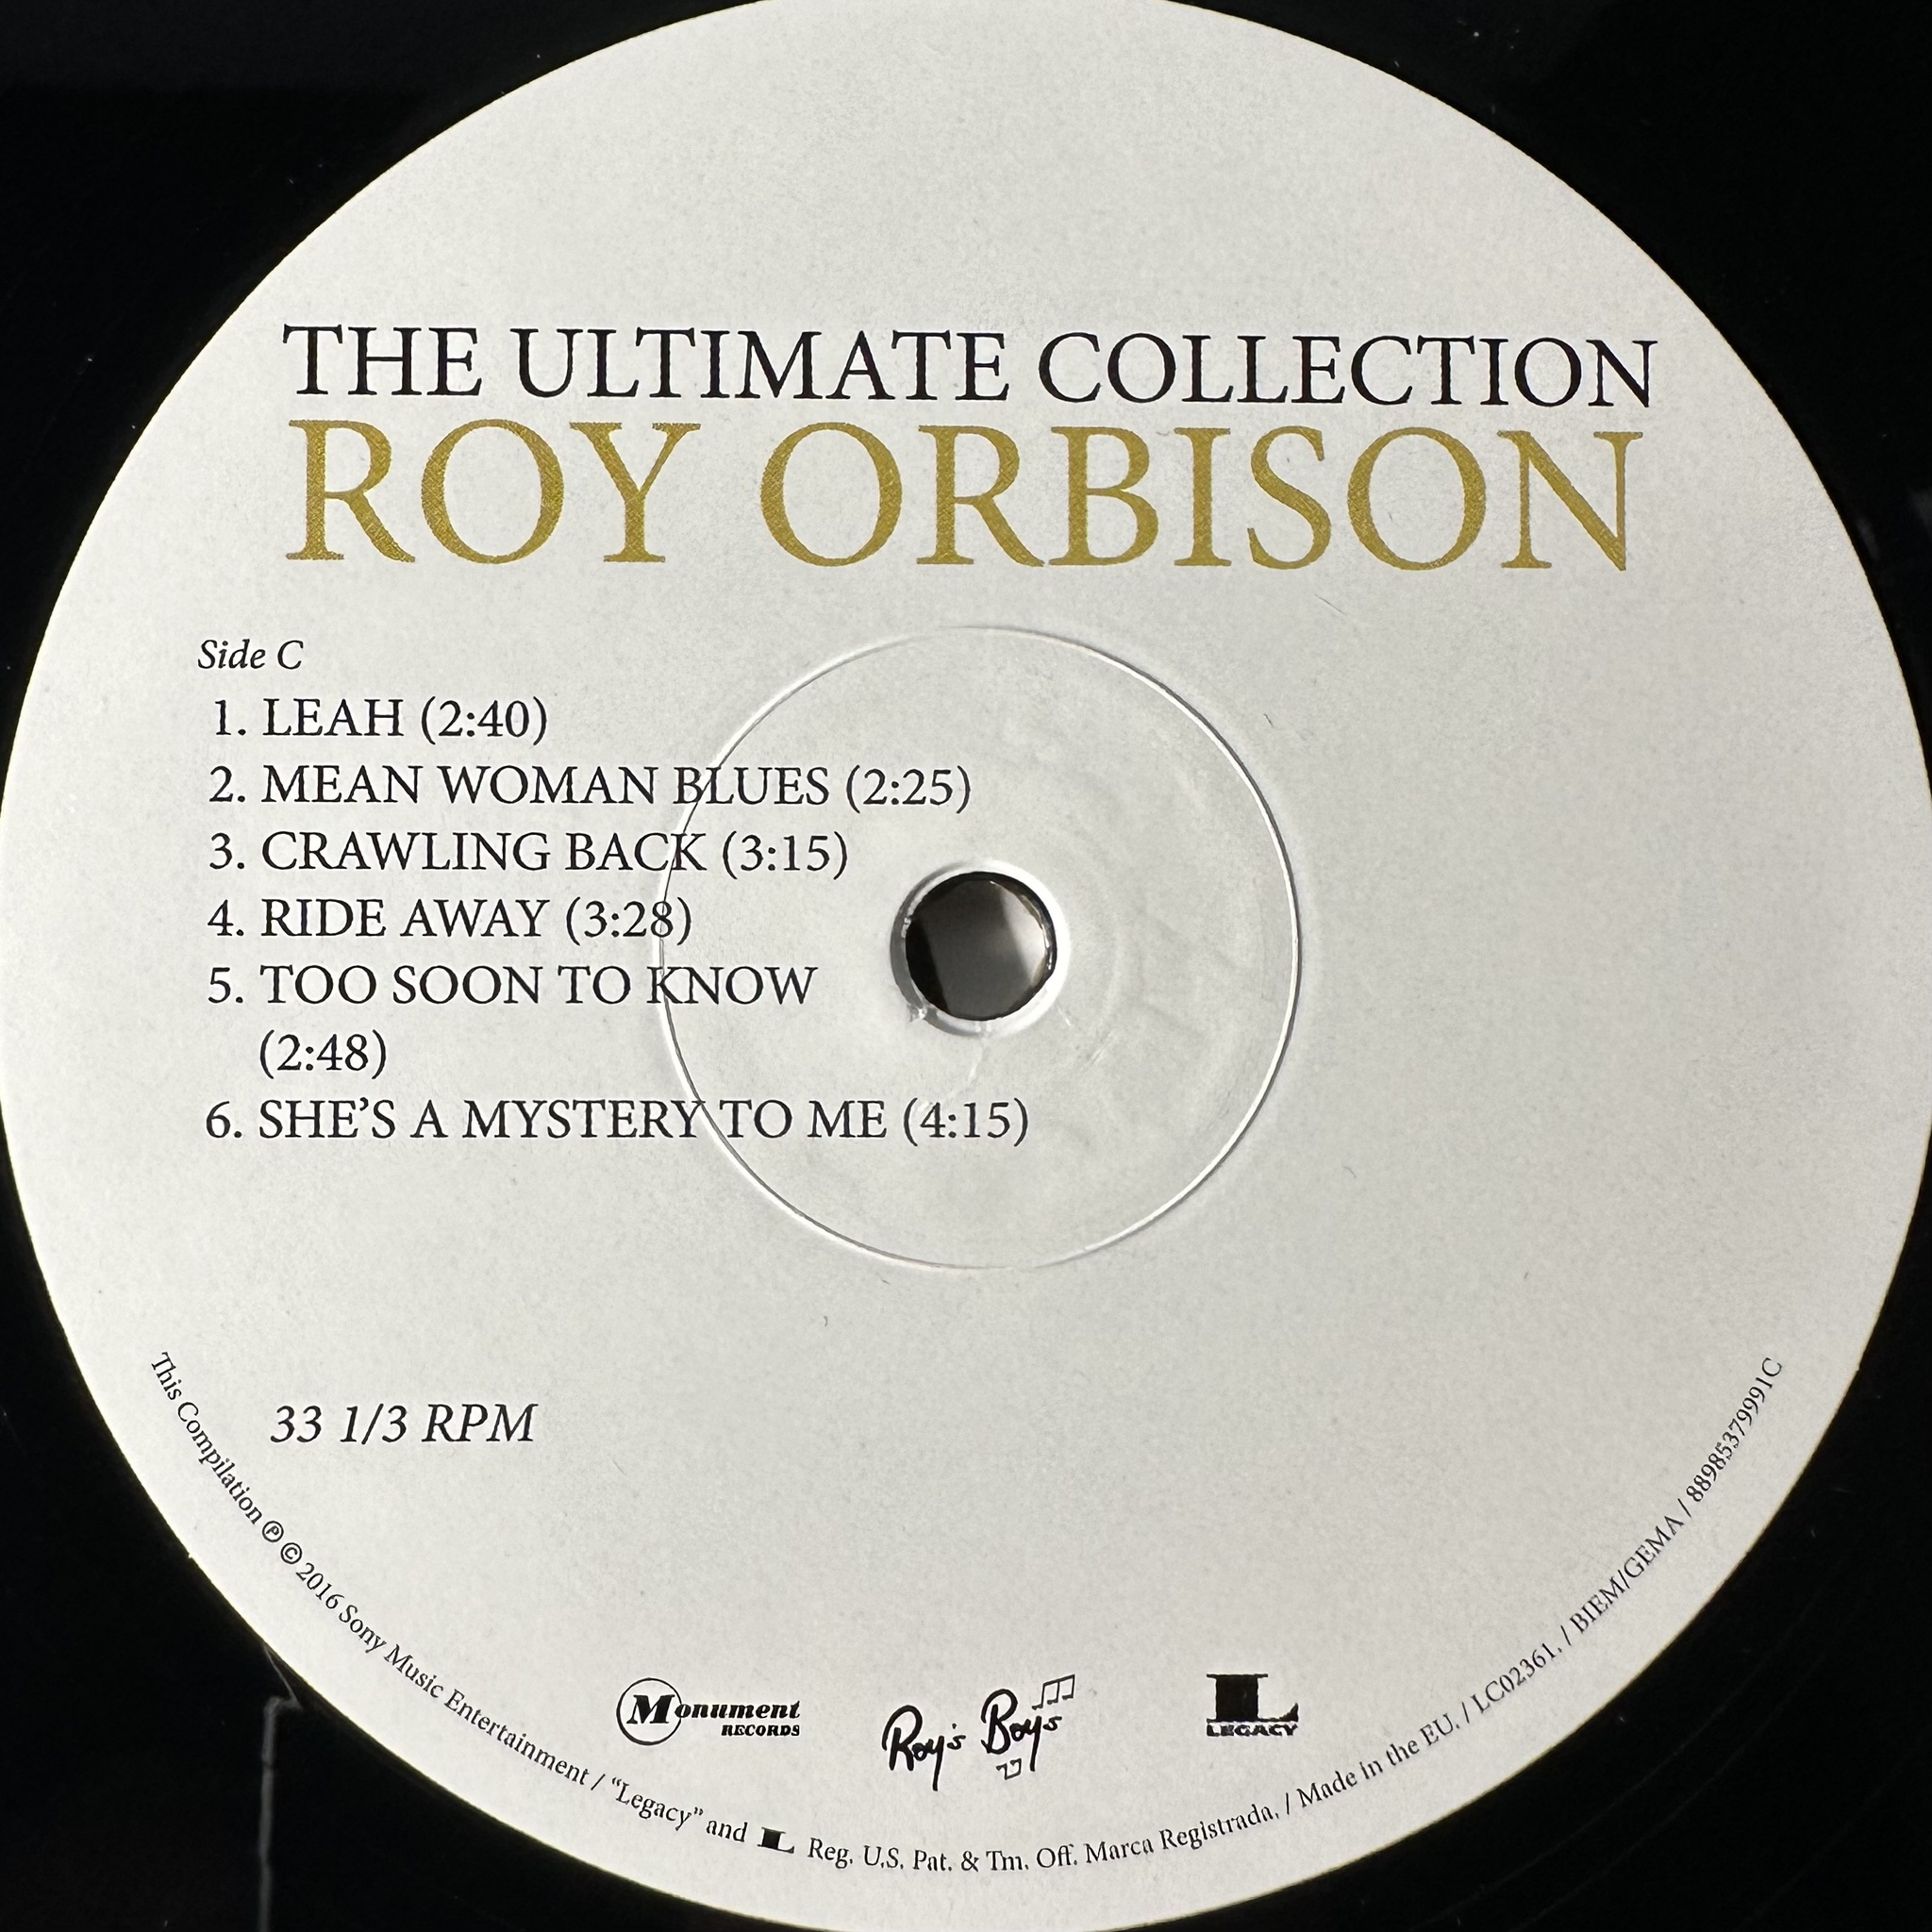 THE ULTIMATE COLLECTION
ROY ORBISON
Side C
1. LEAH (2:40)
2. MEAN WOMAN BLUES (2:25)
3. CRAWLING BACK (3:15)
4. RIDE AWAY (3:28)
5. TOO SOON TO KNOW
(2:48)
6. SHE’S A MYSTERY TO ME (4:15)
33 1/3 RPM
Monument
RECORDS
Roy's Boys
L
LEGACY
This Compilation ℗ © 2016 Sony Music Entertainment / “Legacy” and L Reg. U.S. Pat. & Tm. Off. Marca Registrada. / Made in the EU. / LC02361. / BIEM/GEMA / 88985379991C